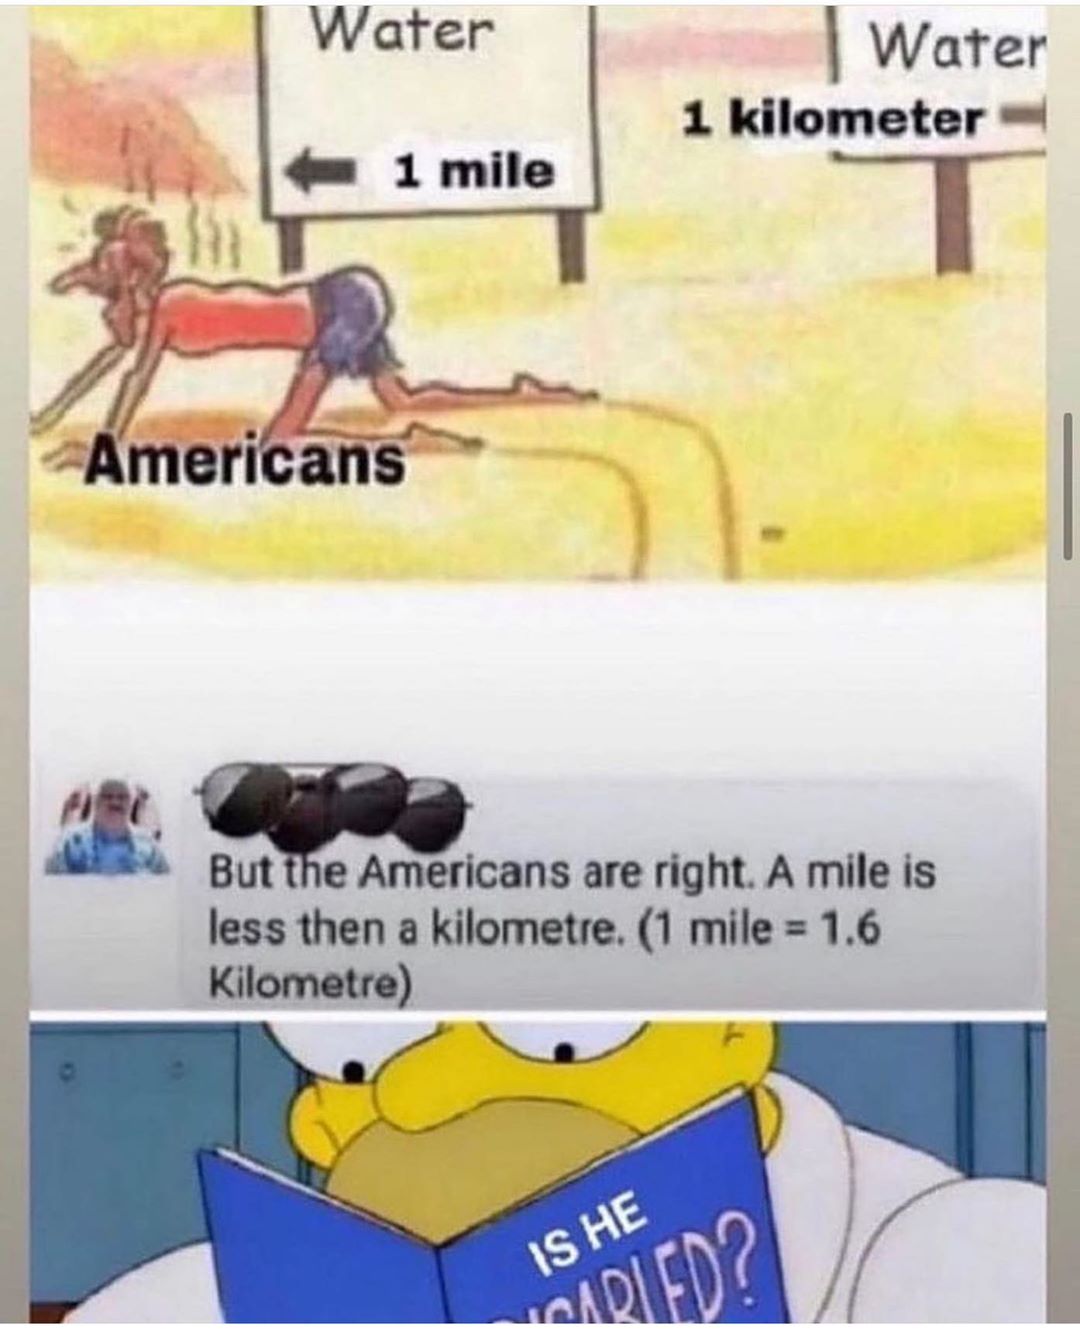 Water
← 1 mile
Water
1 kilometer
Americans
But the Americans are right. A mile is
less then a kilometre. (1 mile = 1.6
Kilometre)
IS HE